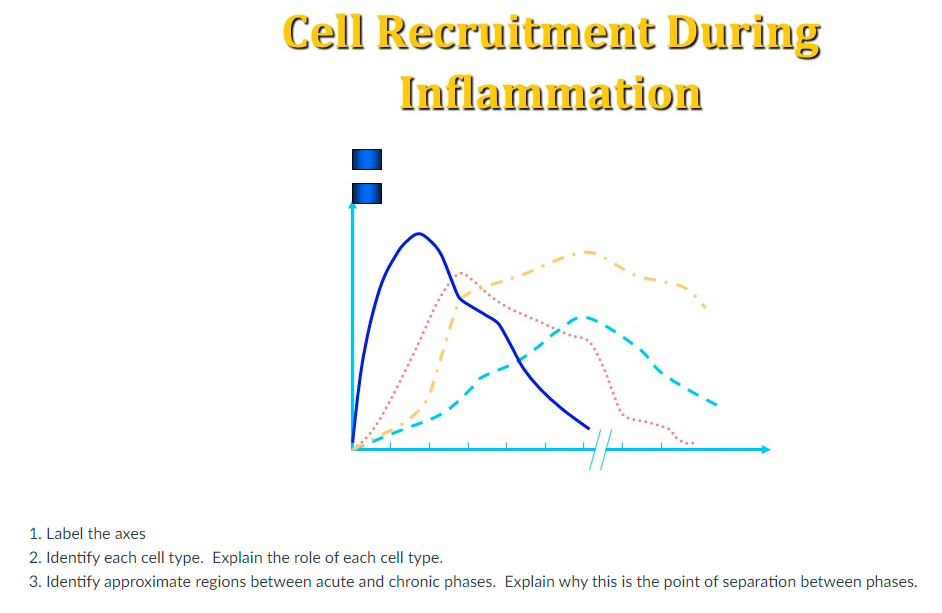 Cell Recruitment During
Inflammation
1. Label the axes
2. Identify each cell type. Explain the role of each cell type.
3. Identify approximate regions between acute and chronic phases. Explain why this is the point of separation between phases.